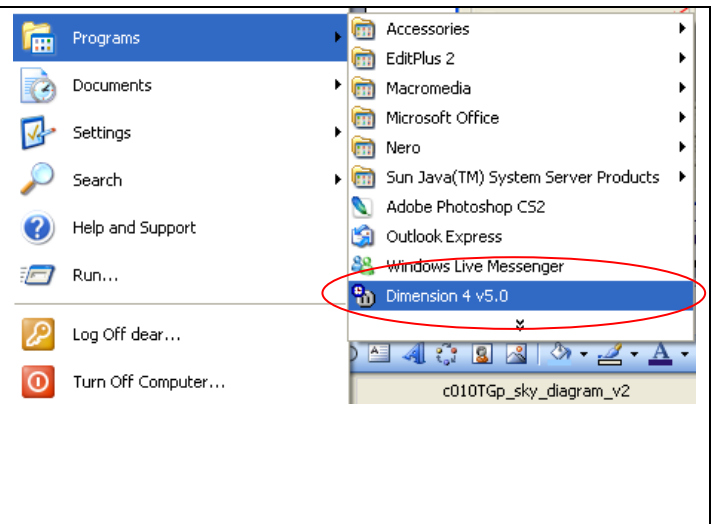 Programs
Documents
Settings
Search
Help and Support
Run...
Log Off dear...
Turn Off Computer...
Accessories
EditPlus 2
Macromedia
Microsoft Office
Nero
Sun Java(TM) System Server Products
Adobe Photoshop CS2
Outlook Express
Windows Live Messenger
Dimension 4 v5.0
A
c010TGp_sky_diagram_v2